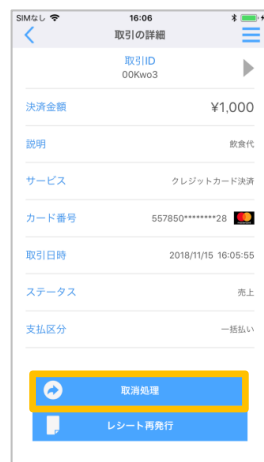 SIMなし 16:06
取引の詳細
取引ID
00Kwo3
決済金額 ¥1,000
説明 飲食代
サービス クレジットカード決済
カード番号 557850********28
取引日時 2018/11/15 16:05:55
ステータス 売上
支払区分 一括払い
取消処理
レシート再発行